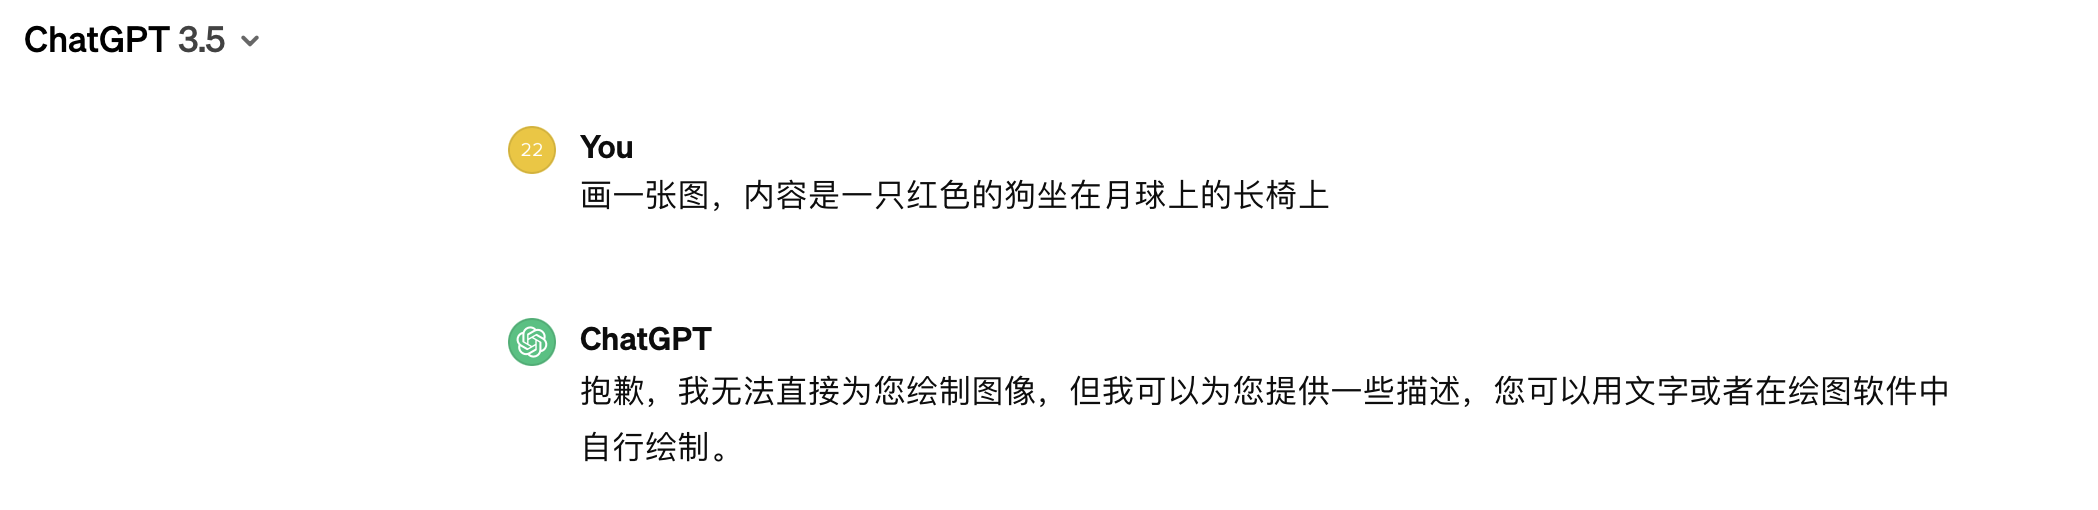 ChatGPT 3.5
22
You
画一张图，内容是一只红色的狗坐在月球上的长椅上
ChatGPT
抱歉，我无法直接为您绘制图像，但我可以为您提供一些描述，您可以用文字或者在绘图软件中
自行绘制。